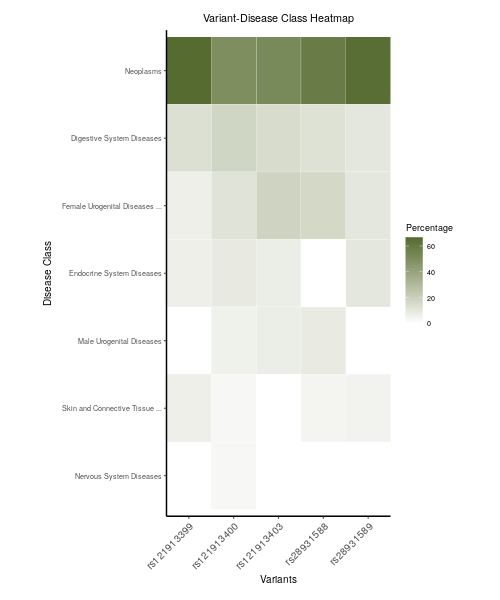 Variant-Disease Class Heatmap
Neoplasms
Digestive System Diseases
Female Urogenital Diseases ...
Endocrine System Diseases
Male Urogenital Diseases
Skin and Connective Tissue ...
Nervous System Diseases
Disease Class
rs121913399
rs121913400
rs121913403
rs28931588
rs28931589
Variants
Percentage
60
40
20
0